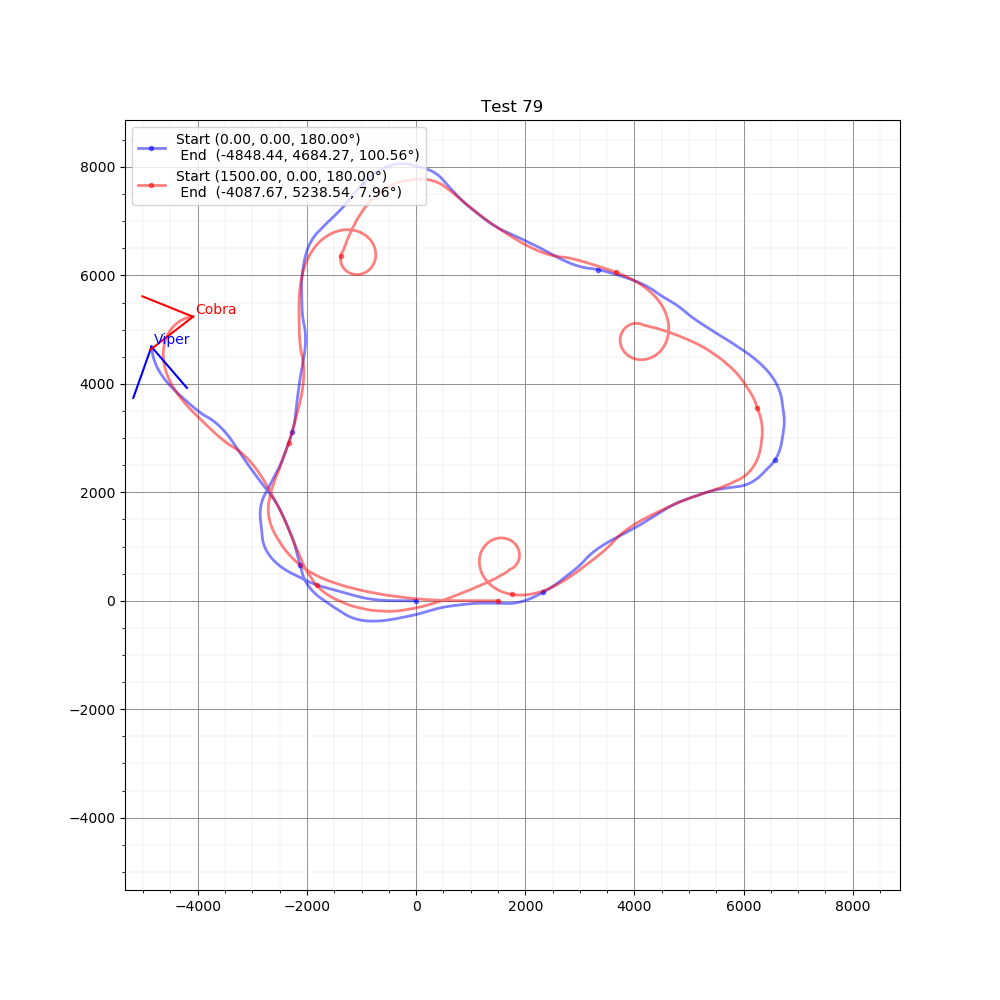 Test 79
Start (0.00, 0.00, 180.00°)
End  (-4848.44, 4684.27, 100.56°)
Start (1500.00, 0.00, 180.00°)
End  (-4087.67, 5238.54, 7.96°)
8000
6000
4000
2000
0
−2000
−4000
Cobra
Viper
−4000 −2000 0 2000 4000 6000 8000